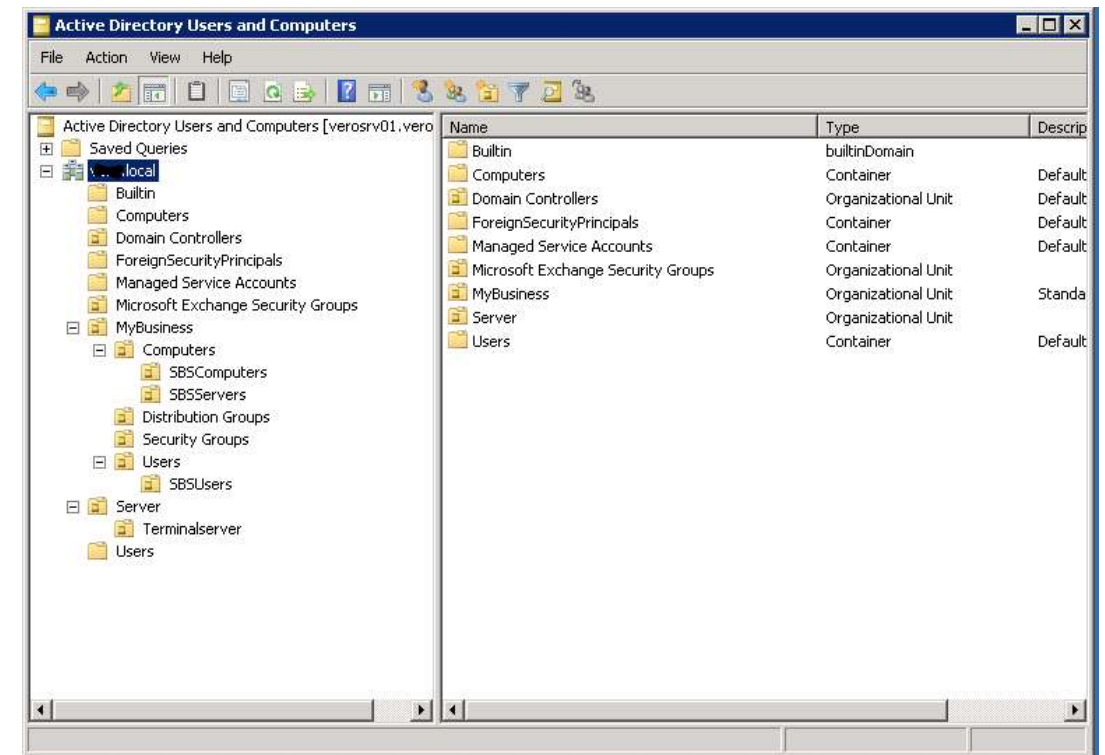 Active Directory Users and Computers
File Action View Help
Active Directory Users and Computers [verosrv01.vero
Saved Queries
.local
Builtin
Computers
Domain Controllers
ForeignSecurityPrincipals
Managed Service Accounts
Microsoft Exchange Security Groups
MyBusiness
Computers
SBSComputers
SBSServers
Distribution Groups
Security Groups
Users
SBSUsers
Server
Terminalserver
Users
Name Type Descrip
Builtin builtinDomain
Computers Container Default
Domain Controllers Organizational Unit Default
ForeignSecurityPrincipals Container Default
Managed Service Accounts Container Default
Microsoft Exchange Security Groups Organizational Unit
MyBusiness Organizational Unit Standa
Server Organizational Unit
Users Container Default